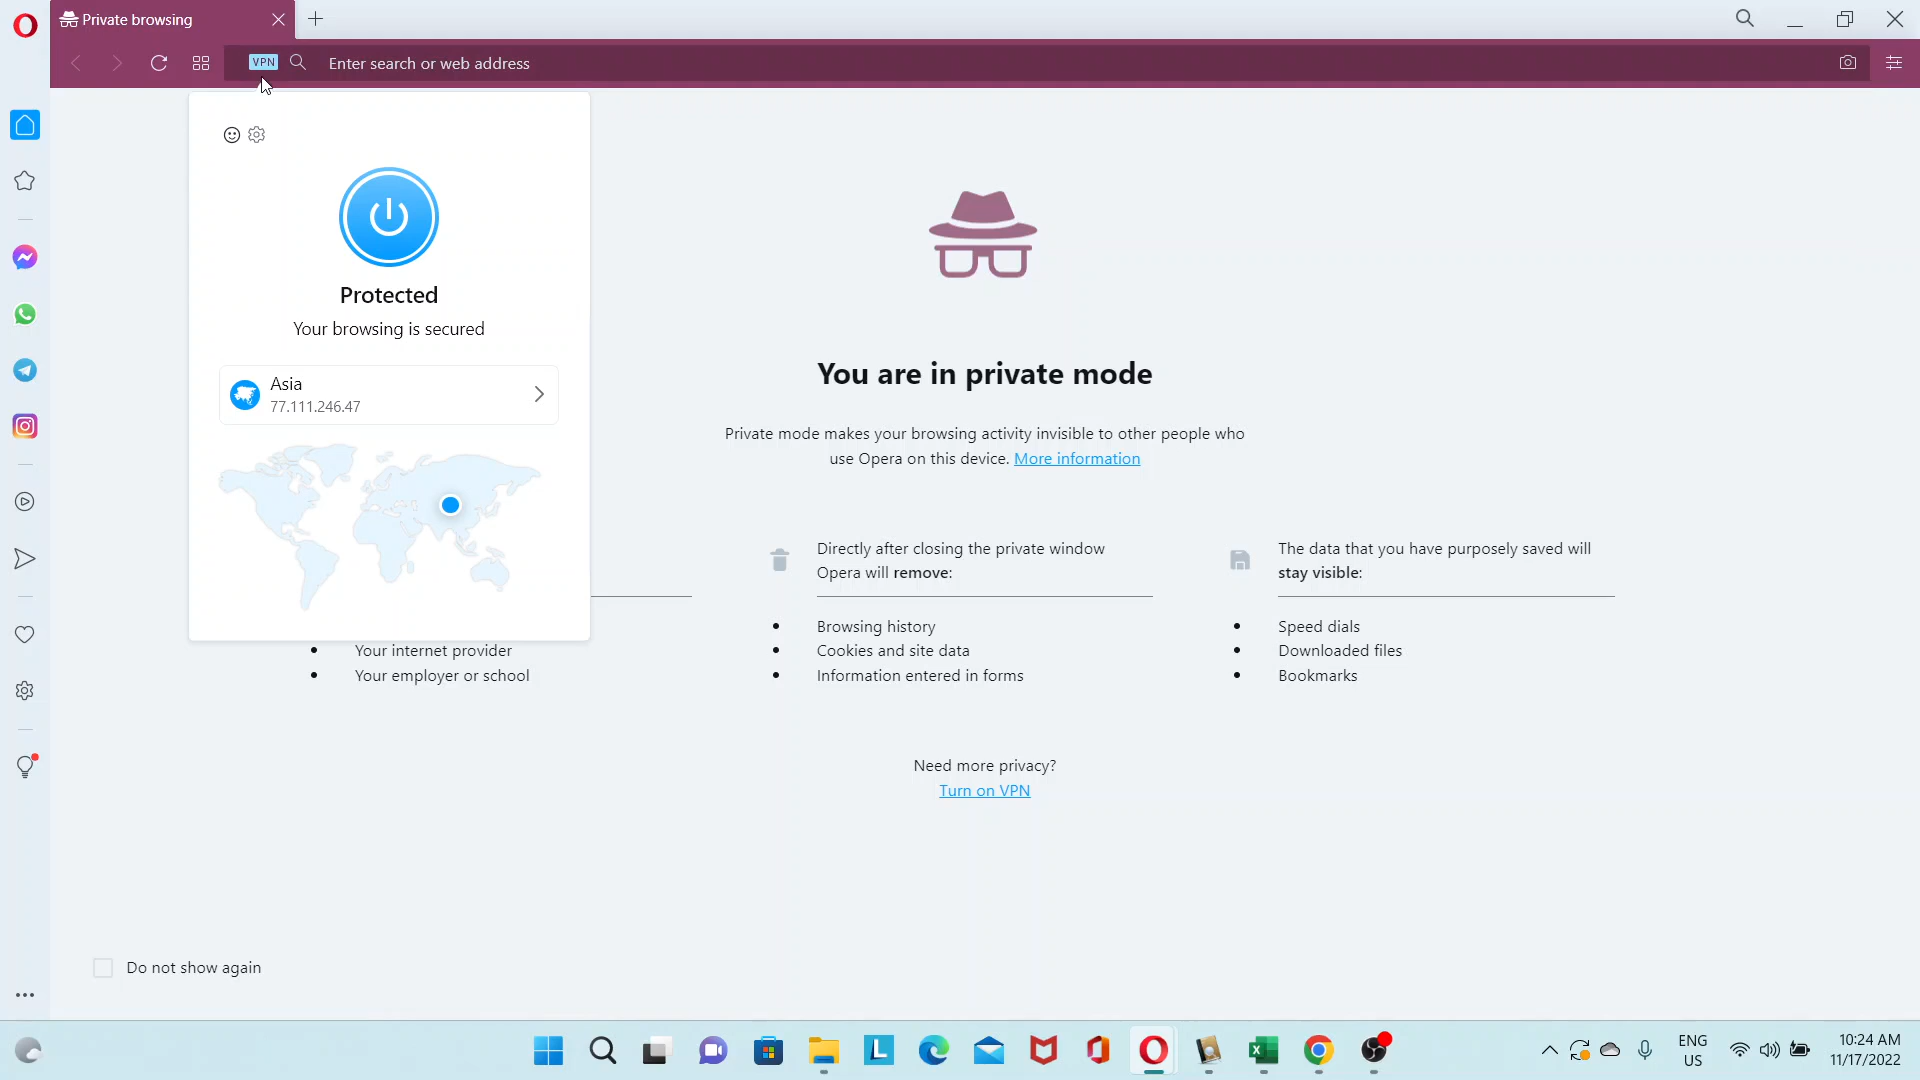 Private browsing
VPN
Enter search or web address
Protected
Your browsing is secured
Asia
77.111.246.47
You are in private mode
Private mode makes your browsing activity invisible to other people who
use Opera on this device. More information
Your internet provider
Your employer or school
Directly after closing the private window
Opera will remove:
Browsing history
Cookies and site data
Information entered in forms
The data that you have purposely saved will
stay visible:
Speed dials
Downloaded files
Bookmarks
Need more privacy?
Turn on VPN
Do not show again
ENG
US
10:24 AM
11/17/2022